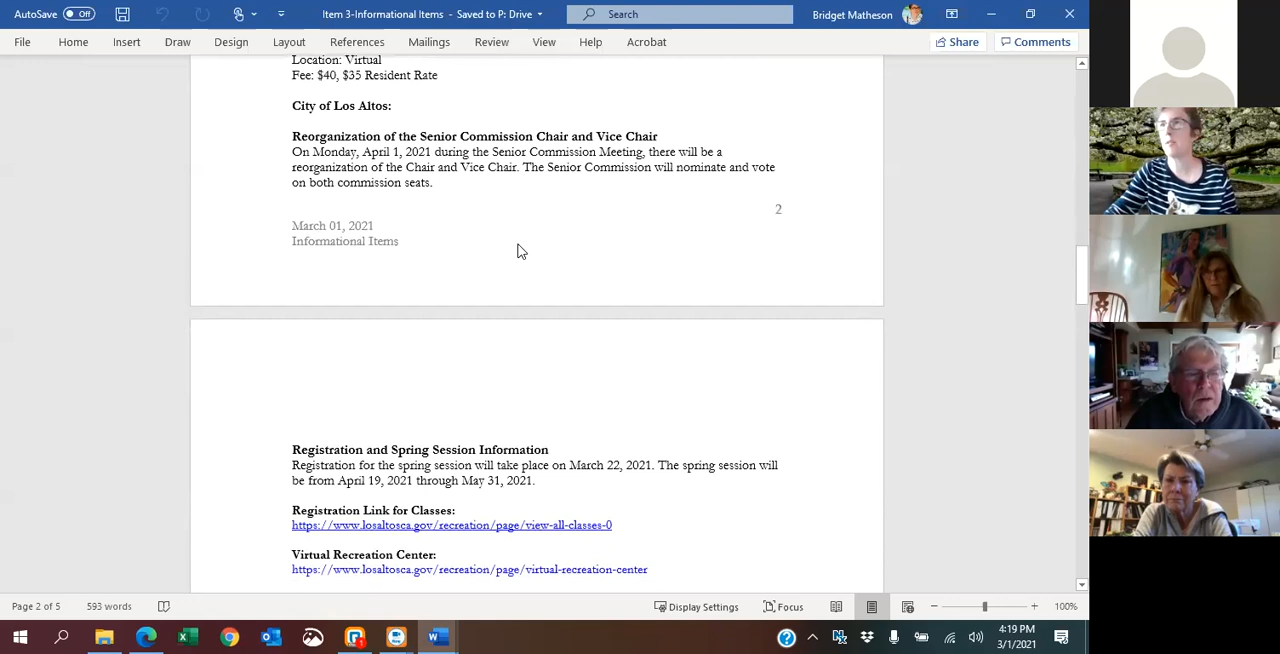 AutoSave Off Item 3-Informational Items - Saved to P: Drive Search Bridget Matheson
File Home Insert Draw Design Layout References Mailings Review View Help Acrobat Share Comments
Location: Virtual
Fee: $40, $35 Resident Rate
City of Los Altos:
Reorganization of the Senior Commission Chair and Vice Chair
On Monday, April 1, 2021 during the Senior Commission Meeting, there will be a
reorganization of the Chair and Vice Chair. The Senior Commission will nominate and vote
on both commission seats.
2
March 01, 2021
Informational Items
Registration and Spring Session Information
Registration for the spring session will take place on March 22, 2021. The spring session will
be from April 19, 2021 through May 31, 2021.
Registration Link for Classes:
https://www.losaltosca.gov/recreation/page/view-all-classes-0
Virtual Recreation Center:
https://www.losaltosca.gov/recreation/page/virtual-recreation-center
Page 2 of 5 593 words Display Settings Focus 100%
4:19 PM
3/1/2021